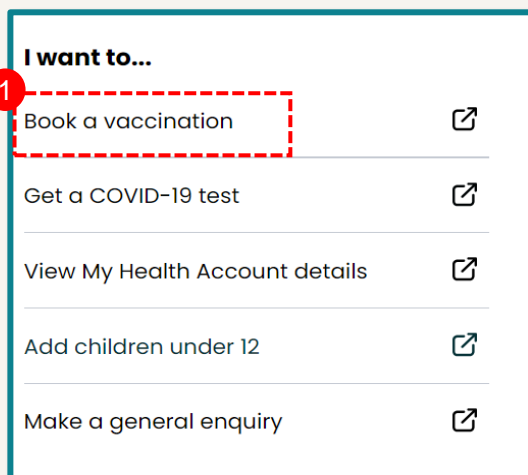 I want to...
1
Book a vaccination
Get a COVID-19 test
View My Health Account details
Add children under 12
Make a general enquiry